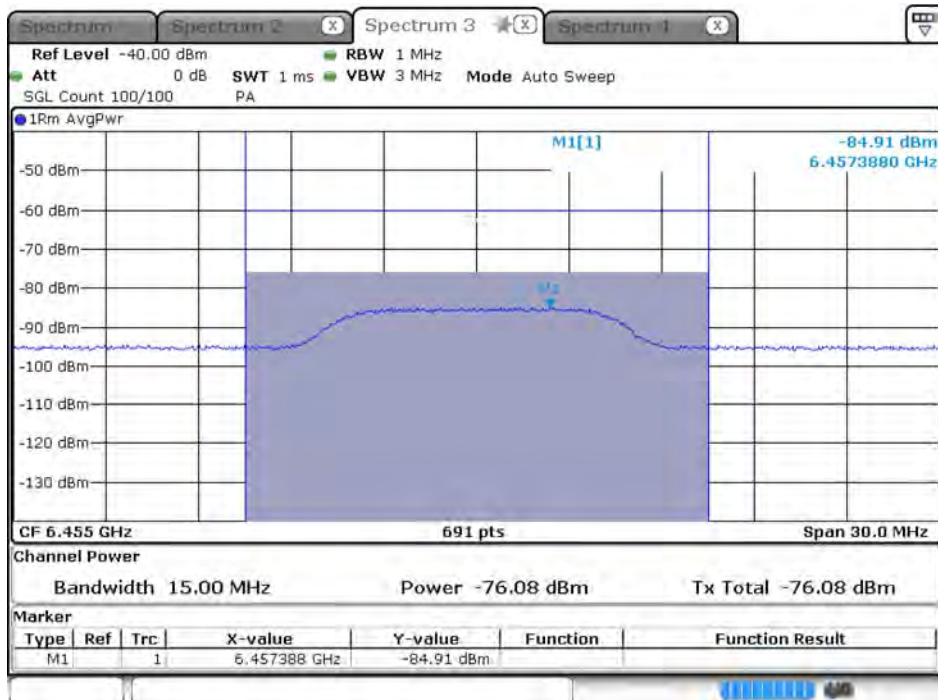 Spectrum Spectrum 2 X Spectrum 3 X Spectrum 1 X
Ref Level -40.00 dBm RBW 1 MHz
Att 0 dB SWT 1 ms VBW 3 MHz Mode Auto Sweep
SGL Count 100/100 PA
1Rm AvgPwr
M1[1] -84.91 dBm
6.4573880 GHz
-50 dBm
-60 dBm
-70 dBm
-80 dBm
M1
-90 dBm
-100 dBm
-110 dBm
-120 dBm
-130 dBm
CF 6.455 GHz 691 pts Span 30.0 MHz
Channel Power
Bandwidth 15.00 MHz Power -76.08 dBm Tx Total -76.08 dBm
Marker
Type Ref Trc X-value Y-value Function Function Result
M1 1 6.457388 GHz -84.91 dBm